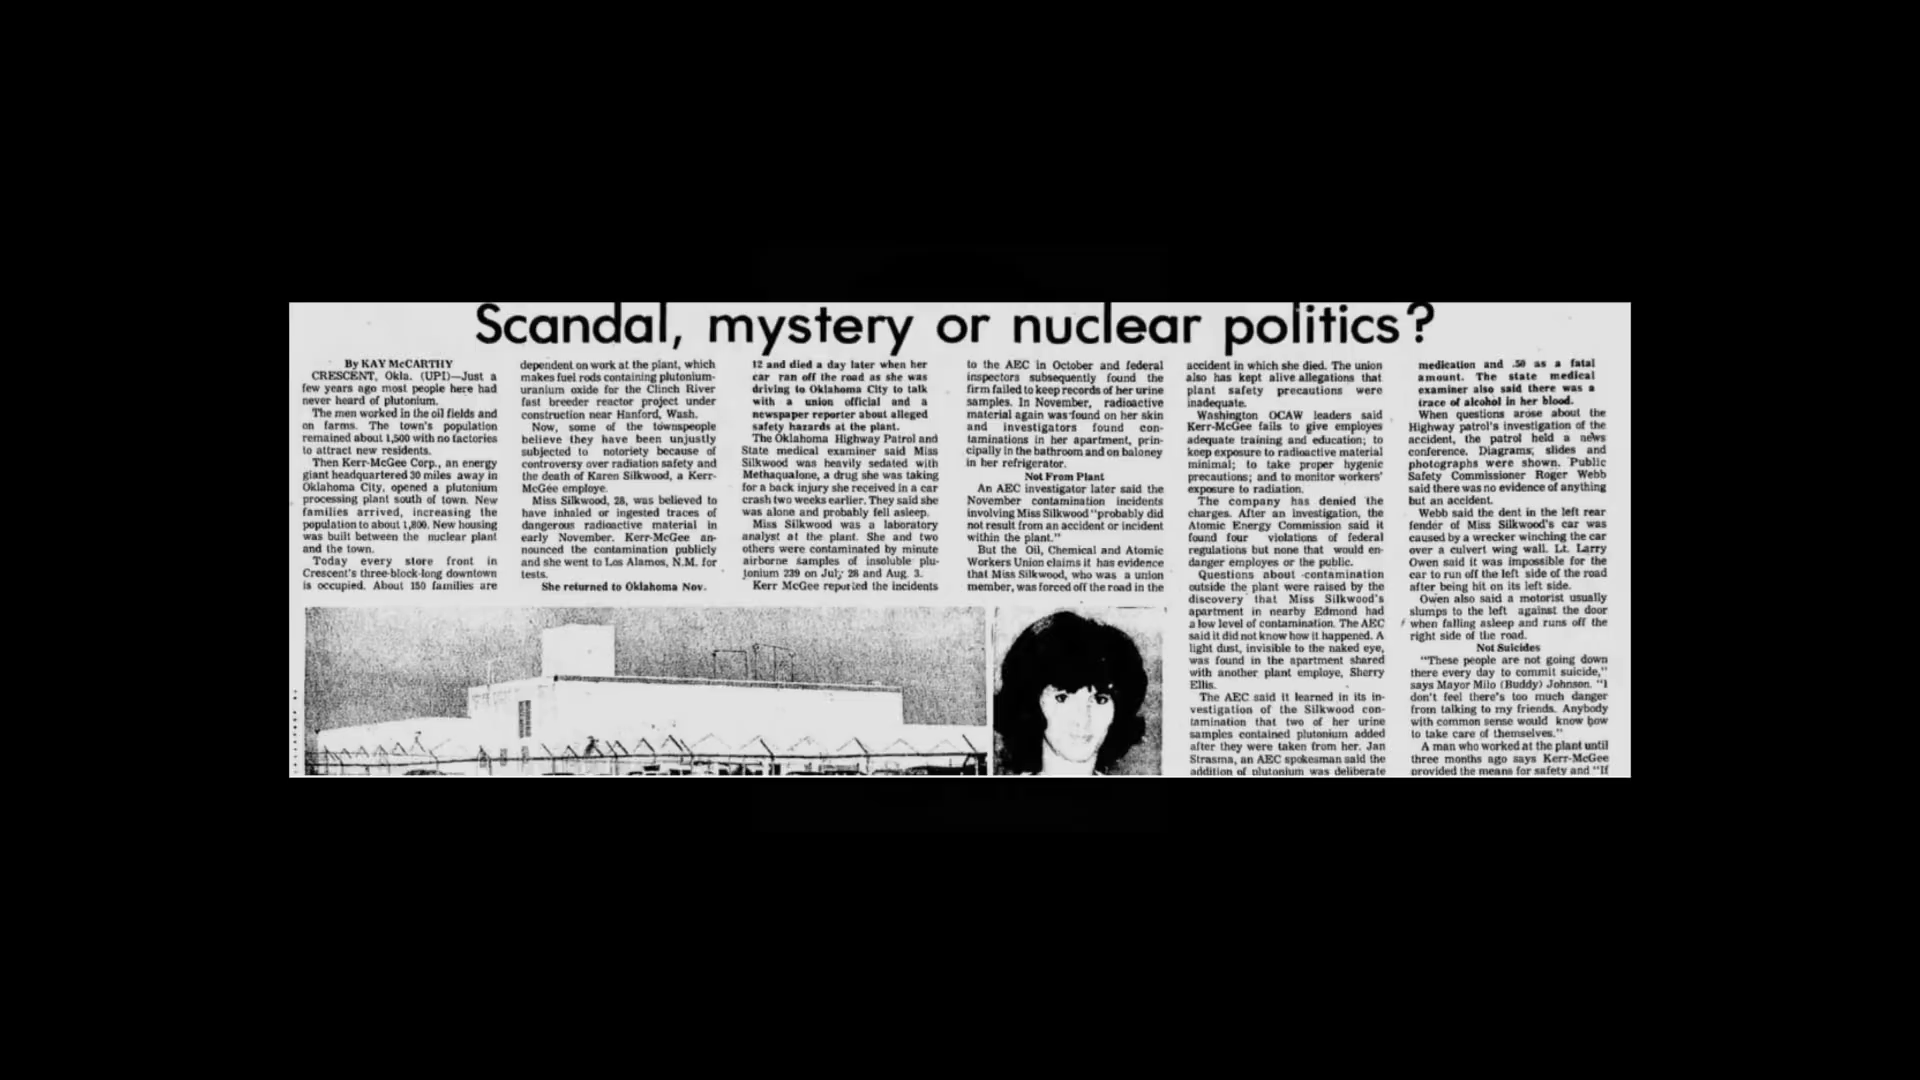 Scandal, mystery or nuclear politics?
By KAY McCARTHY
CRESCENT, Okla. (UPI)—Just a
few years ago most people here had
never heard of plutonium.
The men worked in the oil fields and
on farms. The town's population
remained about 1,500 with no factories
to attract new residents.
Then Kerr-McGee Corp., an energy
giant headquartered 30 miles away in
Oklahoma City, opened a plutonium
processing plant south of town. New
families arrived, increasing the
population to about 1,800. New housing
was built between the nuclear plant
and the town.
Today every store front in
Crescent's three-block-long downtown
is occupied. About 150 families are
dependent on work at the plant, which
makes fuel rods containing plutonium-
uranium oxide for the Clinch River
fast breeder reactor project under
construction near Hanford, Wash.
Now, some of the townspeople
believe they have been unjustly
subjected to notoriety because of
controversy over radiation safety and
the death of Karen Silkwood, a Kerr-
McGee employe.
Miss Silkwood, 28, was believed to
have inhaled or ingested traces of
dangerous radioactive material in
early November. Kerr-McGee an-
nounced the contamination publicly
and she went to Los Alamos, N.M. for
tests.
She returned to Oklahoma Nov.
12 and died a day later when her
car ran off the road as she was
driving to Oklahoma City to talk
with a union official and a
newspaper reporter about alleged
safety hazards at the plant.
The Oklahoma Highway Patrol and
State medical examiner said Miss
Silkwood was heavily sedated with
Methaqualone, a drug she was taking
for a back injury she received in a car
crash two weeks earlier. They said she
was alone and probably fell asleep.
Miss Silkwood was a laboratory
analyst at the plant. She and two
others were contaminated by minute
airborne samples of insoluble plu-
tonium 239 on July 28 and Aug. 3.
Kerr McGee reported the incidents
to the AEC in October and federal
inspectors subsequently found the
firm failed to keep records of her urine
samples. In November, radioactive
material again was found on her skin
and investigators found con-
taminations in her apartment, prin-
cipally in the bathroom and on baloney
in her refrigerator.
Not From Plant
An AEC investigator later said the
November contamination incidents
involving Miss Silkwood "probably did
not result from an accident or incident
within the plant."
But the Oil, Chemical and Atomic
Workers Union claims it has evidence
that Miss Silkwood, who was a union
member, was forced off the road in the
accident in which she died. The union
also has kept alive allegations that
plant safety precautions were
inadequate.
Washington OCAW leaders said
Kerr-McGee fails to give employes
adequate training and education; to
keep exposure to radioactive material
minimal; to take proper hygenic
precautions; and to monitor workers'
exposure to radiation.
The company has denied the
charges. After an investigation, the
Atomic Energy Commission said it
found four violations of federal
regulations but none that would en-
danger employes or the public.
Questions about contamination
outside the plant were raised by the
discovery that Miss Silkwood's
apartment in nearby Edmond had
a low level of contamination. The AEC
said it did not know how it happened. A
light dust, invisible to the naked eye,
was found in the apartment shared
with another plant employe, Sherry
Ellis.
The AEC said it learned in its in-
vestigation of the Silkwood con-
tamination that two of her urine
samples contained plutonium added
after they were taken from her. Jan
Strasma, an AEC spokesman said the
addition of plutonium was deliberate
medication and .50 as a fatal
amount. The state medical
examiner also said there was a
trace of alcohol in her blood.
When questions arose about the
Highway patrol's investigation of the
accident, the patrol held a news
conference. Diagrams, slides and
photographs were shown. Public
Safety Commissioner Roger Webb
said there was no evidence of anything
but an accident.
Webb said the dent in the left rear
fender of Miss Silkwood's car was
caused by a wrecker winching the car
over a culvert wing wall. Lt. Larry
Owen said it was impossible for the
car to run off the left side of the road
after being hit on its left side.
Owen also said a motorist usually
slumps to the left against the door
when falling asleep and runs off the
right side of the road.
Not Suicides
"These people are not going down
there every day to commit suicide,"
says Mayor Milo (Buddy) Johnson. "I
don't feel there's too much danger
from talking to my friends. Anybody
with common sense would know how
to take care of themselves."
A man who worked at the plant until
three months ago says Kerr-McGee
provided the means for safety and "If